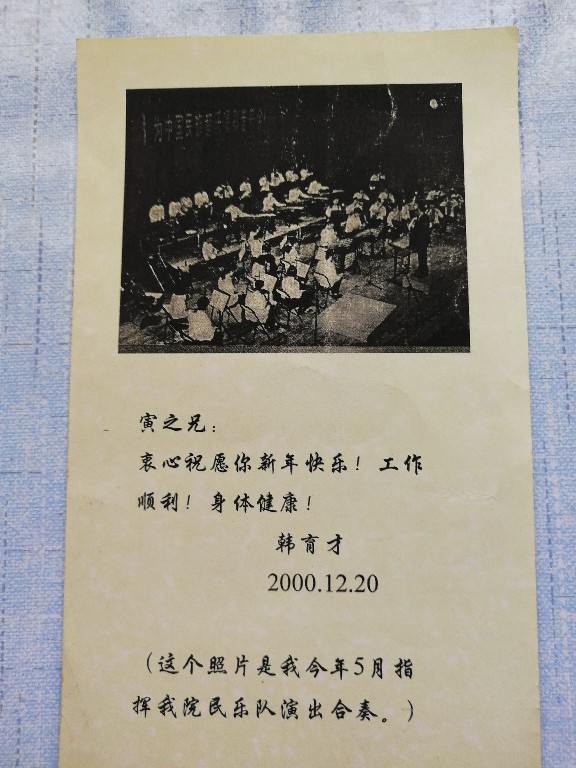 寅之兄：
衷心祝愿你新年快乐！工作
顺利！身体健康！
韩育才
2000.12.20
（这个照片是我今年5月指
挥我院民乐队演出合奏。）